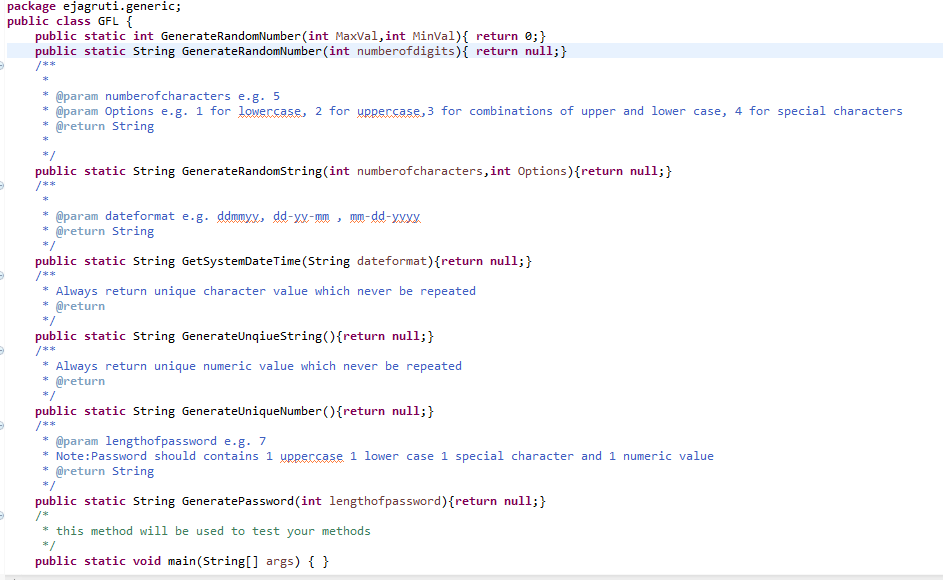 package ejagruti.generic;
public class GFL {
public static int GenerateRandomNumber(int MaxVal,int MinVal){ return 0;}
public static String GenerateRandomNumber(int numberofdigits){ return null;}
/**
*
* @param numberofcharacters e.g. 5
* @param Options e.g. 1 for lowercase, 2 for uppercase,3 for combinations of upper and lower case, 4 for special characters
* @return String
*
*/
public static String GenerateRandomString(int numberofcharacters,int Options){return null;}
/**
*
* @param dateformat e.g. ddmmyy, dd-yy-mm , mm-dd-yyyy
* @return String
*/
public static String GetSystemDateTime(String dateformat){return null;}
/**
* Always return unique character value which never be repeated
* @return
*/
public static String GenerateUnqiueString(){return null;}
/**
* Always return unique numeric value which never be repeated
* @return
*/
public static String GenerateUniqueNumber(){return null;}
/**
* @param lengthofpassword e.g. 7
* Note:Password should contains 1 uppercase 1 lower case 1 special character and 1 numeric value
* @return String
*/
public static String GeneratePassword(int lengthofpassword){return null;}
/*
* this method will be used to test your methods
*/
public static void main(String[] args) { }